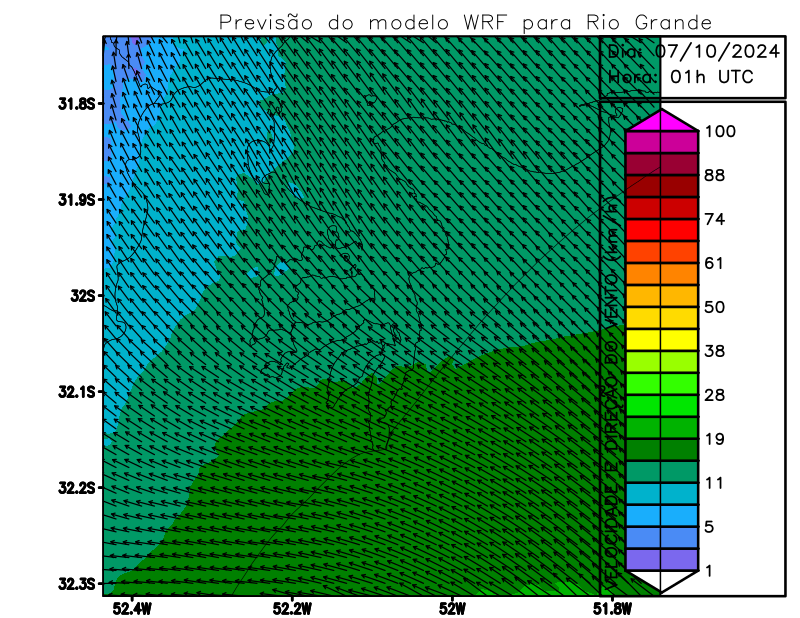 Previsão do modelo WRF para Rio Grande
Dia: 07/10/2024
Hora: 01h UTC
31.8S
31.9S
32S
32.1S
32.2S
32.3S
52.4W
52.2W
52W
51.8W
VELOCIDADE E DIREÇÃO DO VENTO (km/h)
100
88
74
61
50
38
28
19
11
5
1